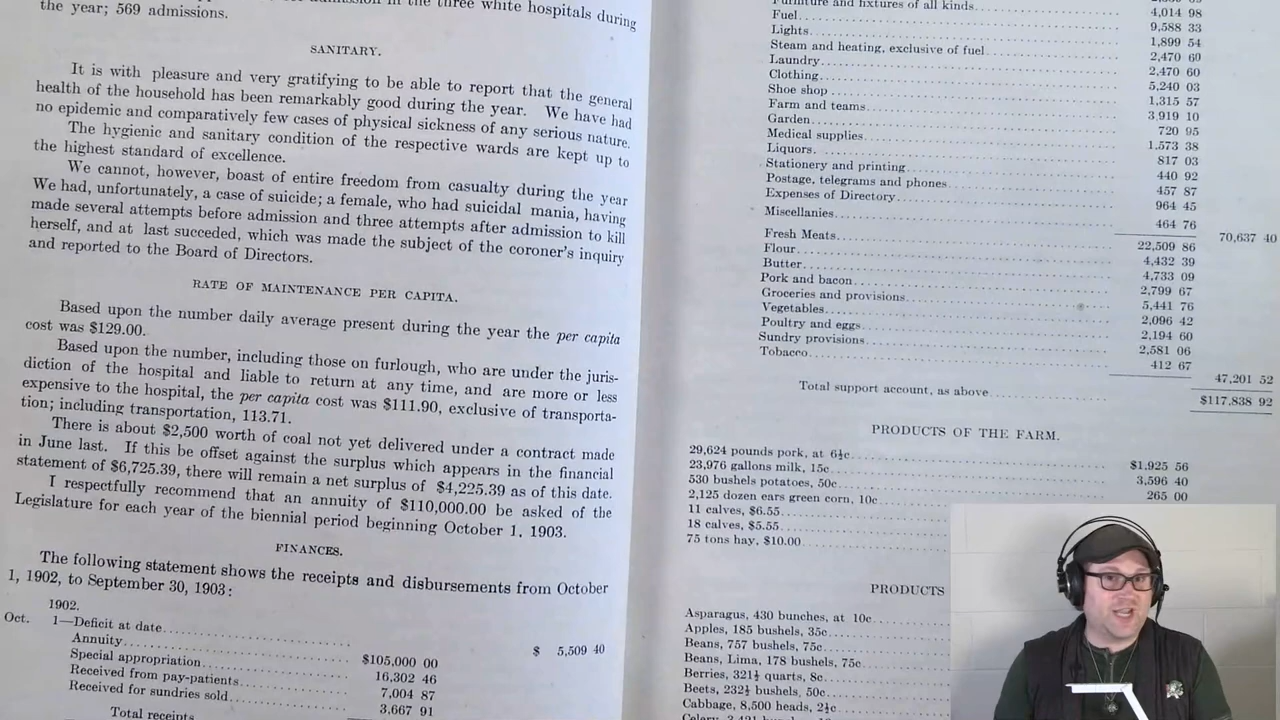 admission in the three white hospitals during
the year; 569 admissions.
SANITARY.
It is with pleasure and very gratifying to be able to report that the general
health of the household has been remarkably good during the year. We have had
no epidemic and comparatively few cases of physical sickness of any serious nature.
The hygienic and sanitary condition of the respective wards are kept up to
the highest standard of excellence.
We cannot, however, boast of entire freedom from casualty during the year
We had, unfortunately, a case of suicide; a female, who had suicidal mania, having
made several attempts before admission and three attempts after admission to kill
herself, and at last succeded, which was made the subject of the coroner's inquiry
and reported to the Board of Directors.
RATE OF MAINTENANCE PER CAPITA.
Based upon the number daily average present during the year the per capita
cost was $129.00.
Based upon the number, including those on furlough, who are under the juris-
diction of the hospital and liable to return at any time, and are more or less
expensive to the hospital, the per capita cost was $111.90, exclusive of transporta-
tion; including transportation, 113.71.
There is about $2,500 worth of coal not yet delivered under a contract made
in June last. If this be offset against the surplus which appears in the financial
statement of $6,725.39, there will remain a net surplus of $4,225.39 as of this date.
I respectfully recommend that an annuity of $110,000.00 be asked of the
Legislature for each year of the biennial period beginning October 1, 1903.
FINANCES.
The following statement shows the receipts and disbursements from October
1, 1902, to September 30, 1903:
1902.
Oct. 1—Deficit at date $ 5,509 40
Annuity $105,000 00
Special appropriation 16,302 46
Received from pay-patients 7,004 87
Received for sundries sold 3,667 91
Total receipts
Furniture and fixtures of all kinds
4,014 98
Fuel 9,588 33
Lights 1,899 54
Steam and heating, exclusive of fuel 2,470 60
Laundry 2,470 60
Clothing 5,240 03
Shoe shop 1,315 57
Farm and teams 3,919 10
Garden 720 95
Medical supplies 1,573 38
Liquors 817 03
Stationery and printing 440 92
Postage, telegrams and phones 457 87
Expenses of Directory 964 45
Miscellanies 464 76
70,637 40
Fresh Meats 22,509 86
Flour 4,432 39
Butter 4,733 09
Pork and bacon 2,799 67
Groceries and provisions 5,441 76
Vegetables 2,096 42
Poultry and eggs 2,194 60
Sundry provisions 2,581 06
Tobacco 412 67
47,201 52
Total support account, as above $117,838 92
PRODUCTS OF THE FARM.
29,624 pounds pork, at 6½c $1,925 56
23,976 gallons milk, 15c 3,596 40
530 bushels potatoes, 50c 265 00
2,125 dozen ears green corn, 10c
11 calves, $6.55
18 calves, $5.55
75 tons hay, $10.00
PRODUCTS
Asparagus, 430 bunches, at 10c
Apples, 185 bushels, 35c
Beans, 757 bushels, 75c
Beans, Lima, 178 bushels, 75c
Berries, 321½ quarts, 8c
Beets, 232½ bushels, 50c
Cabbage, 8,500 heads, 2½c